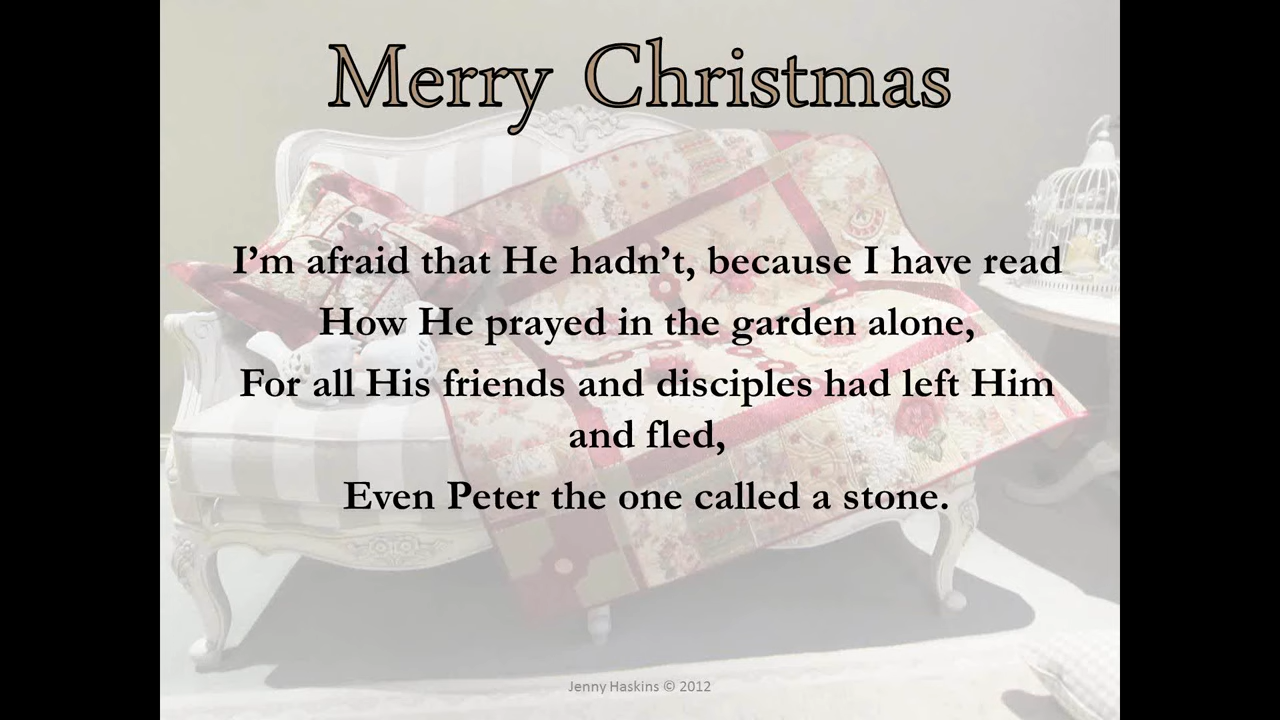 Merry Christmas
I’m afraid that He hadn’t, because I have read
How He prayed in the garden alone,
For all His friends and disciples had left Him
and fled,
Even Peter the one called a stone.
Jenny Haskins © 2012